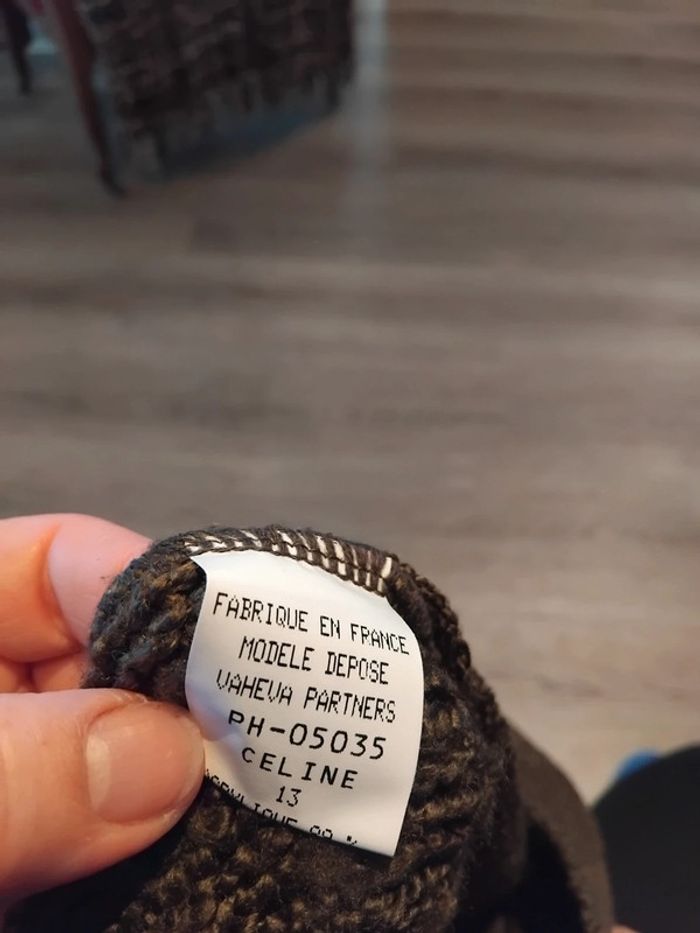 FABRIQUE EN FRANCE
MODELE DEPOSE
VAHEVA PARTNERS
PH-05035
CELINE
13